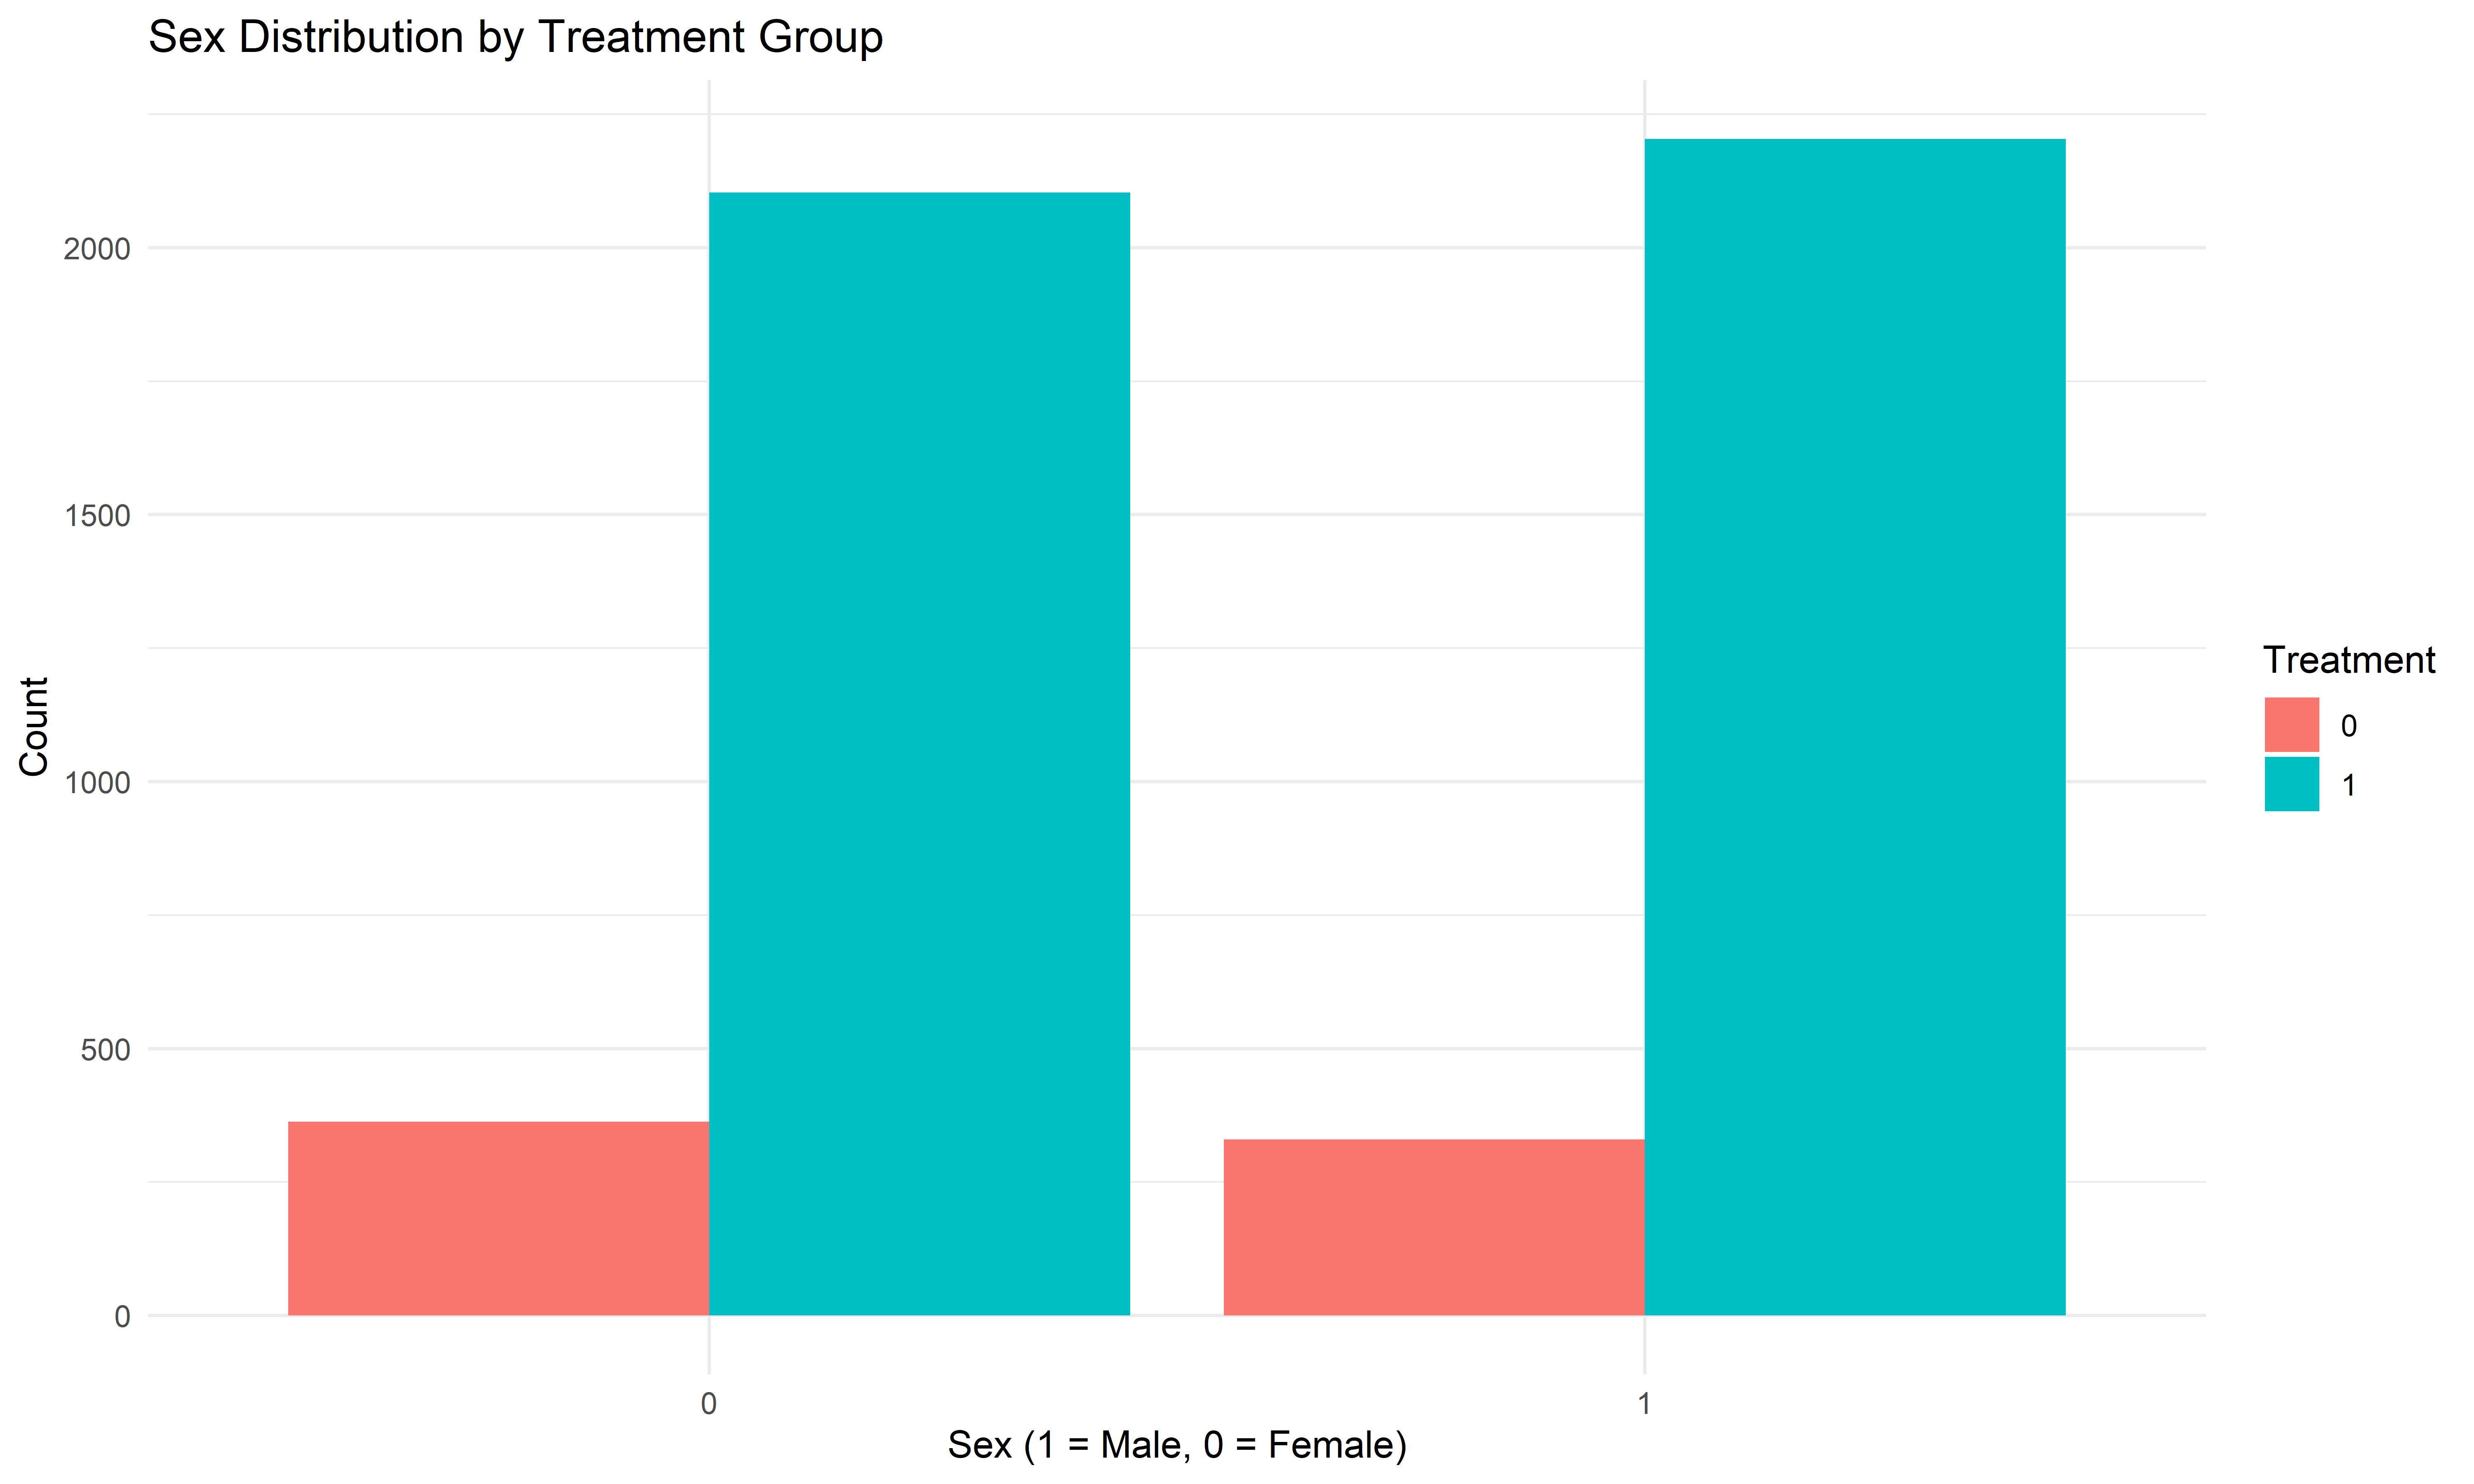 Sex Distribution by Treatment Group
Count
2000
1500
1000
500
0
0
1
Sex (1 = Male, 0 = Female)
Treatment
0
1